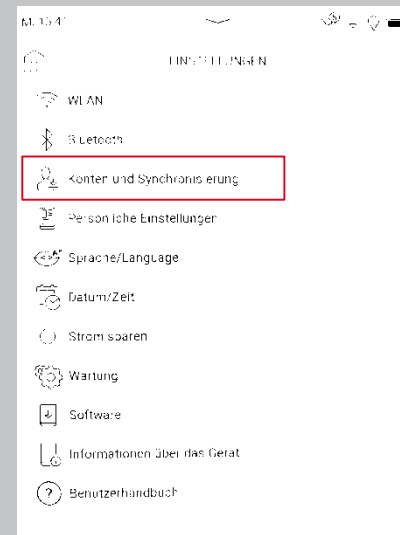 EINSTELLUNGEN
WLAN
Bluetooth
Konten und Synchronisierung
Persönliche Einstellungen
Sprache/Language
Datum/Zeit
Strom sparen
Wartung
Software
Informationen über das Gerät
Benutzerhandbuch